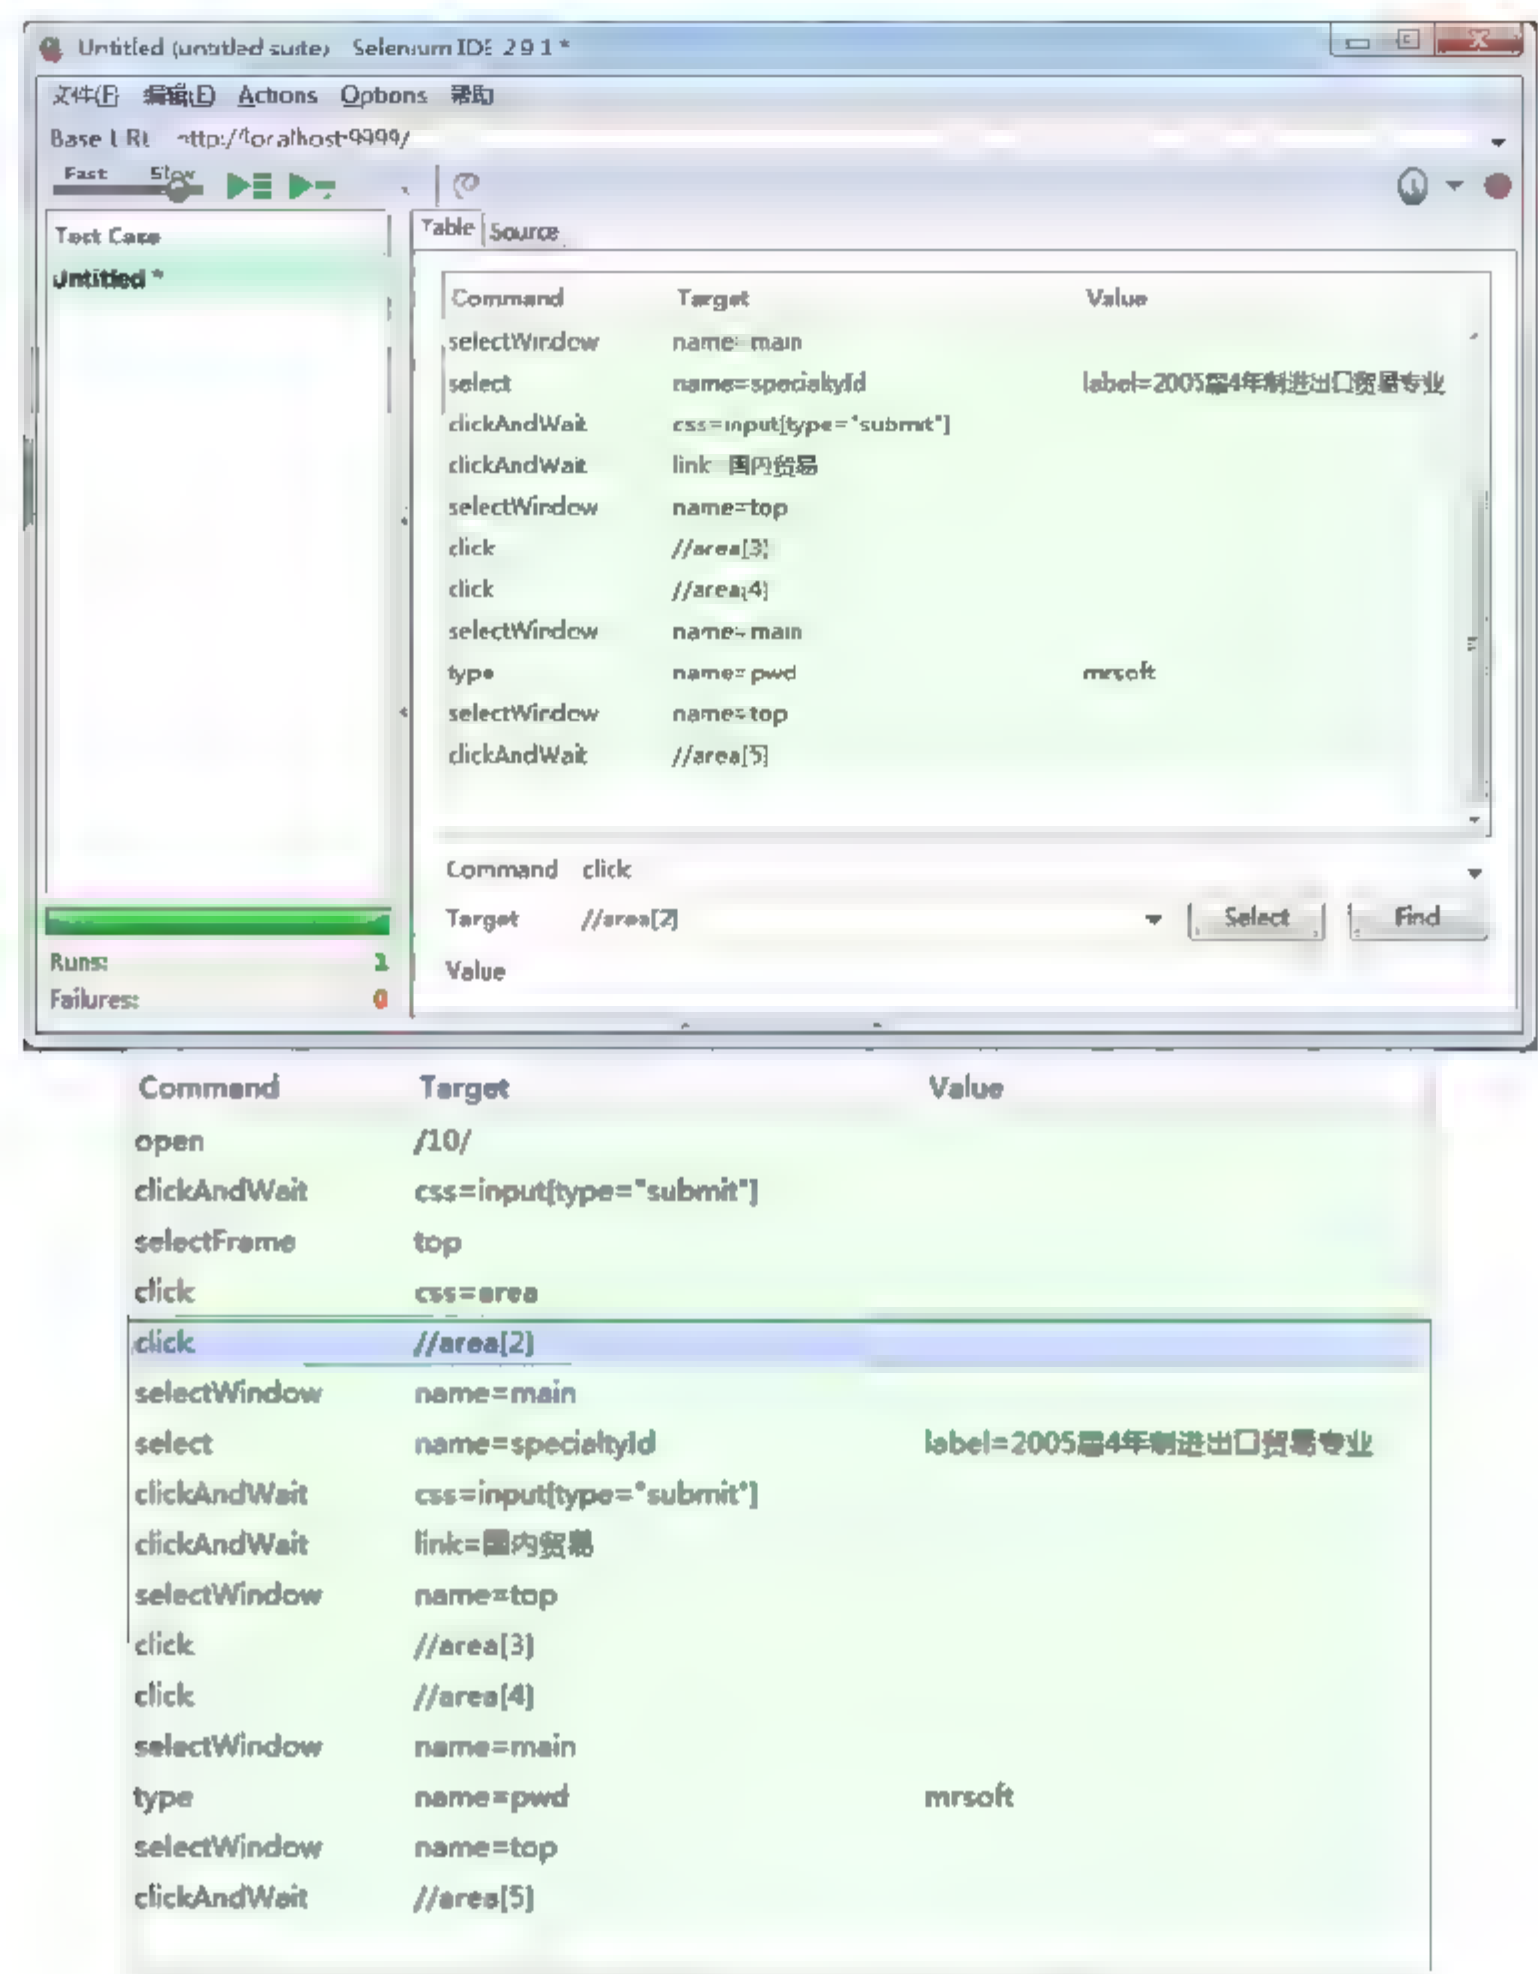 Untitled (untitled suite) Selenium IDE 2.9.1 *
文件(F) 编辑(E) Actions Options 帮助
Base URL http://localhost:9999/
Fast Slow
Test Case
Untitled *
Table Source
Command Target Value
selectWindow name=main
select name=specialtyId label=2005届4年制进出口贸易专业
clickAndWait css=input[type="submit"]
clickAndWait link=国内贸易
selectWindow name=top
click //area[3]
click //area[4]
selectWindow name=main
type name=pwd mrsoft
selectWindow name=top
clickAndWait //area[5]
Command click
Target //area[2] Select Find
Value
Runs: 1
Failures: 0
Command Target Value
open /10/
clickAndWait css=input[type="submit"]
selectFrame top
click css=area
click //area[2]
selectWindow name=main
select name=specialtyId label=2005届4年制进出口贸易专业
clickAndWait css=input[type="submit"]
clickAndWait link=国内贸易
selectWindow name=top
click //area[3]
click //area[4]
selectWindow name=main
type name=pwd mrsoft
selectWindow name=top
clickAndWait //area[5]